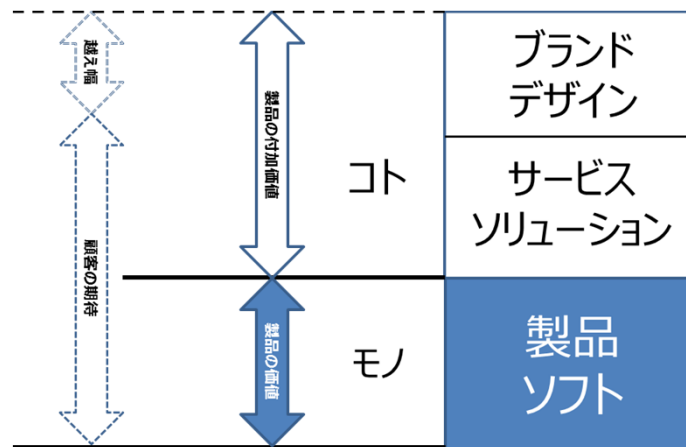 越え幅
顧客の期待
製品の付加価値
製品の価値
コト
モノ
ブランド
デザイン
サービス
ソリューション
製品
ソフト